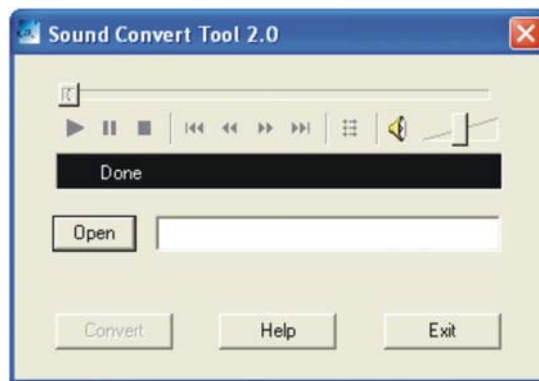 Sound Convert Tool 2.0
Done
Open
Convert
Help
Exit